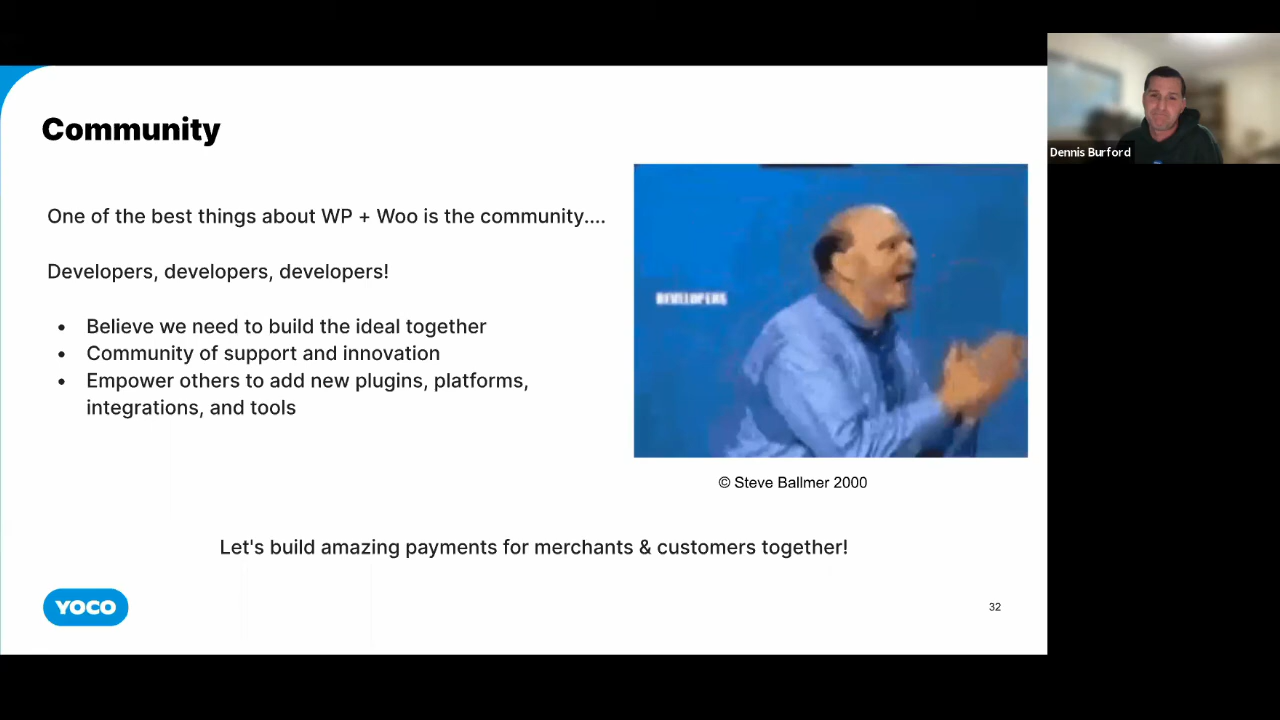 Community
One of the best things about WP + Woo is the community....
Developers, developers, developers!
• Believe we need to build the ideal together
• Community of support and innovation
• Empower others to add new plugins, platforms,
integrations, and tools
DEVELOPERS
© Steve Ballmer 2000
Let's build amazing payments for merchants & customers together!
YOCO
32
Dennis Burford